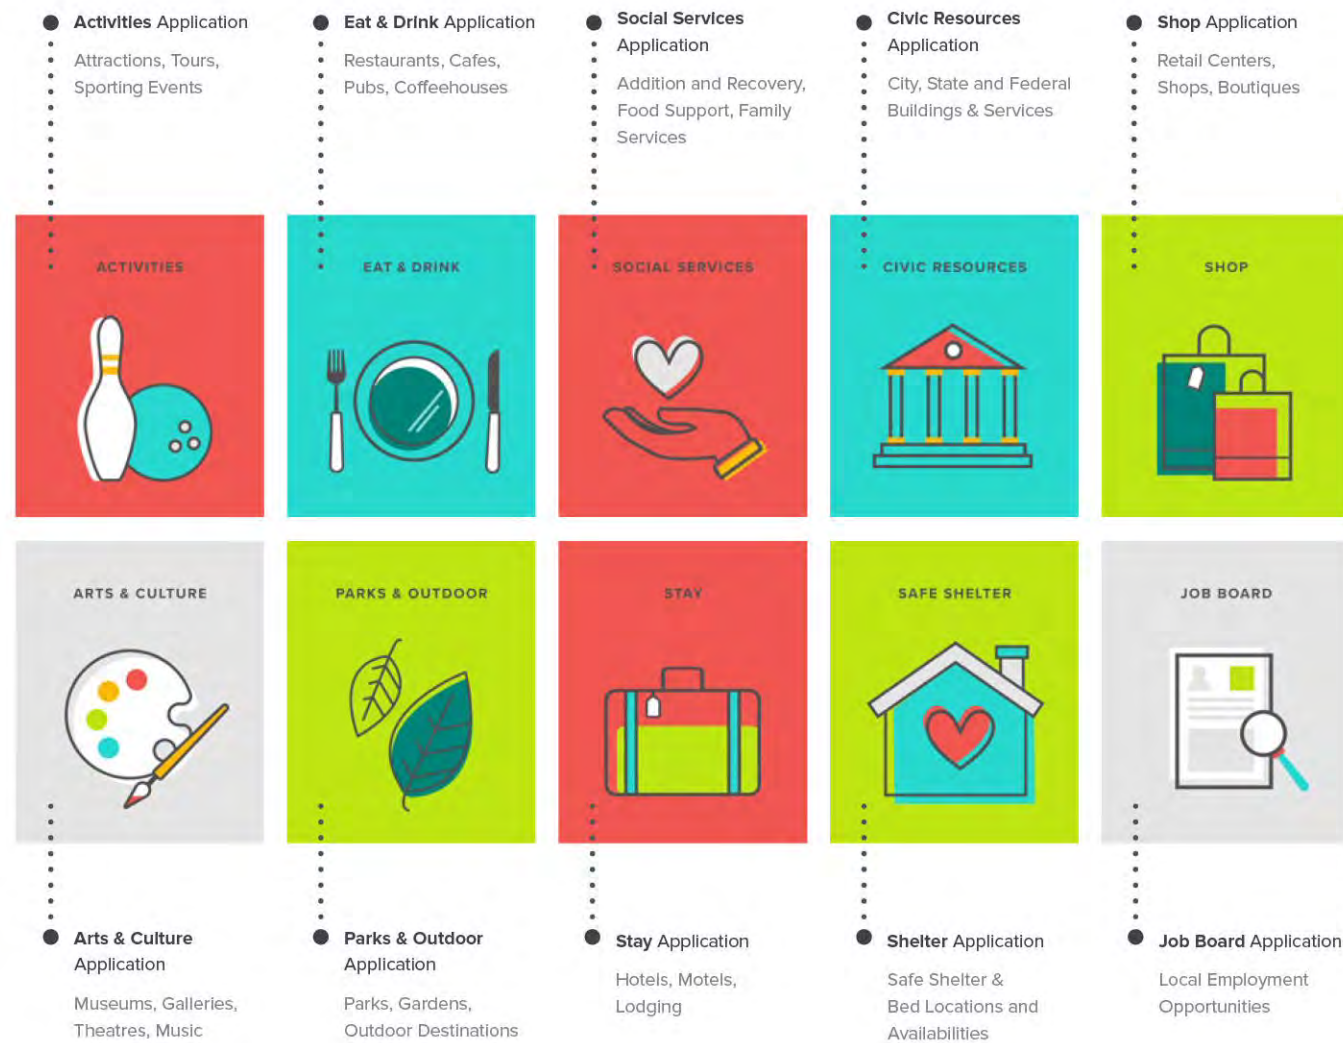 Activities Application
Attractions, Tours,
Sporting Events
Eat & Drink Application
Restaurants, Cafes,
Pubs, Coffeehouses
Social Services
Application
Addition and Recovery,
Food Support, Family
Services
Civic Resources
Application
City, State and Federal
Buildings & Services
Shop Application
Retail Centers,
Shops, Boutiques
ACTIVITIES
EAT & DRINK
SOCIAL SERVICES
CIVIC RESOURCES
SHOP
ARTS & CULTURE
PARKS & OUTDOOR
STAY
SAFE SHELTER
JOB BOARD
Arts & Culture
Application
Museums, Galleries,
Theatres, Music
Parks & Outdoor
Application
Parks, Gardens,
Outdoor Destinations
Stay Application
Hotels, Motels,
Lodging
Shelter Application
Safe Shelter &
Bed Locations and
Availabilities
Job Board Application
Local Employment
Opportunities